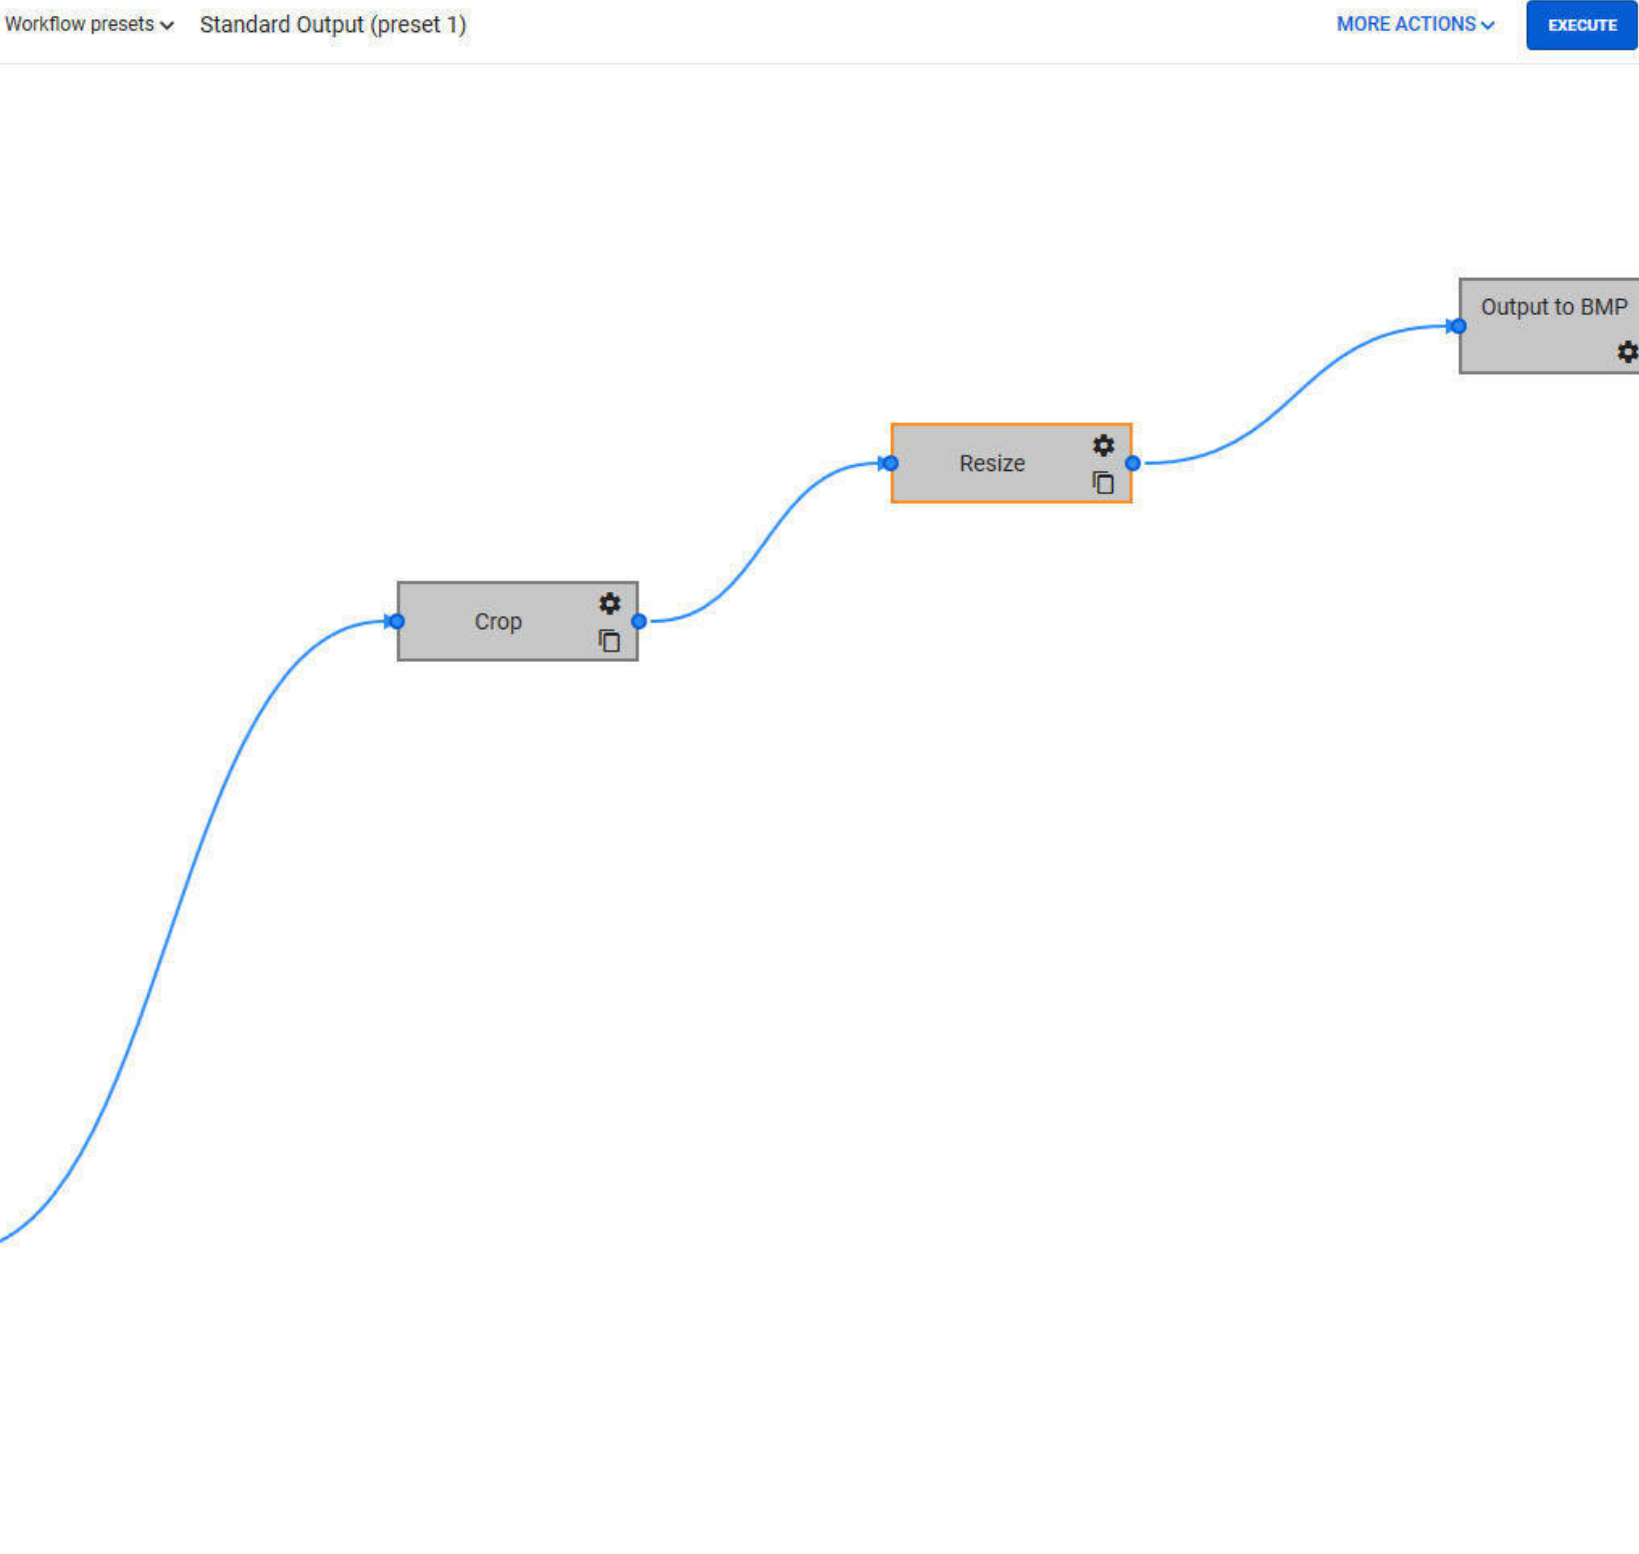 Workflow presets Standard Output (preset 1) MORE ACTIONS EXECUTE
Output to BMP
Resize
Crop